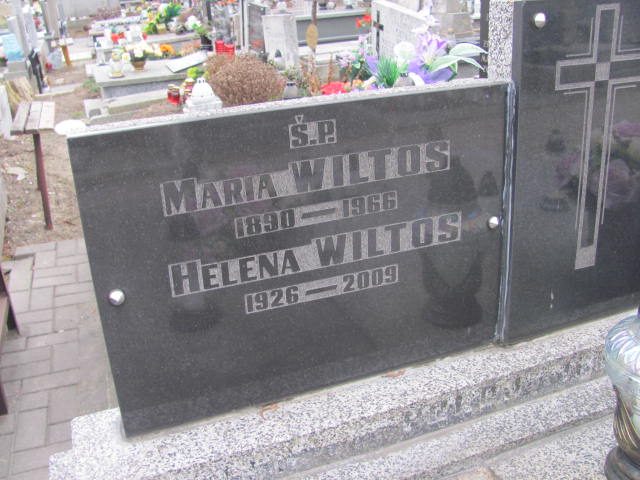 Ś.P.
MARIA WILTOS
1890 — 1966
HELENA WILTOS
1926 — 2009